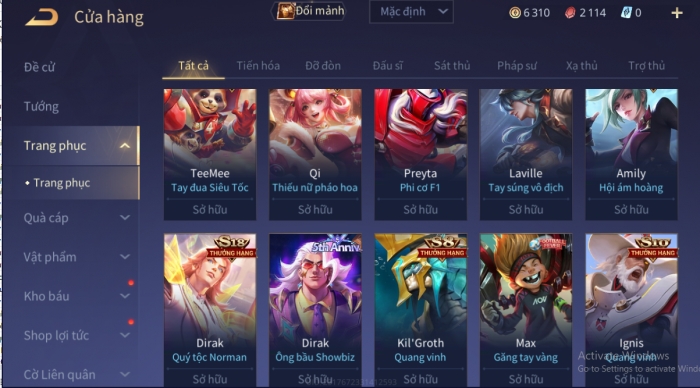 Cửa hàng
Đổi mảnh
Mặc định
6 310
2 114
0
Đề cử
Tướng
Trang phục
Trang phục
Quà cáp
Vật phẩm
Kho báu
Shop lợi tức
Cờ Liên quân
Tất cả
Tiến hóa
Đỡ đòn
Đấu sĩ
Sát thủ
Pháp sư
Xạ thủ
Trợ thủ
TeeMee
Tay đua Siêu Tốc
Sở hữu
Qi
Thiếu nữ pháo hoa
Sở hữu
Preyta
Phi cơ F1
Sở hữu
Laville
Tay súng vô địch
Sở hữu
Amily
Hội ám hoàng
Sở hữu
S18
THƯỞNG HẠNG
Dirak
Quý tộc Norman
Sở hữu
5th Anniv
Dirak
Ông bầu Showbiz
Sở hữu
S8
THƯỞNG HẠNG
Kil'Groth
Quang vinh
Sở hữu
AOV
Max
Găng tay vàng
Sở hữu
S10
THƯỞNG HẠNG
Ignis
Quang vinh
Sở hữu
Activate Windows
Go to Settings to activate Wind